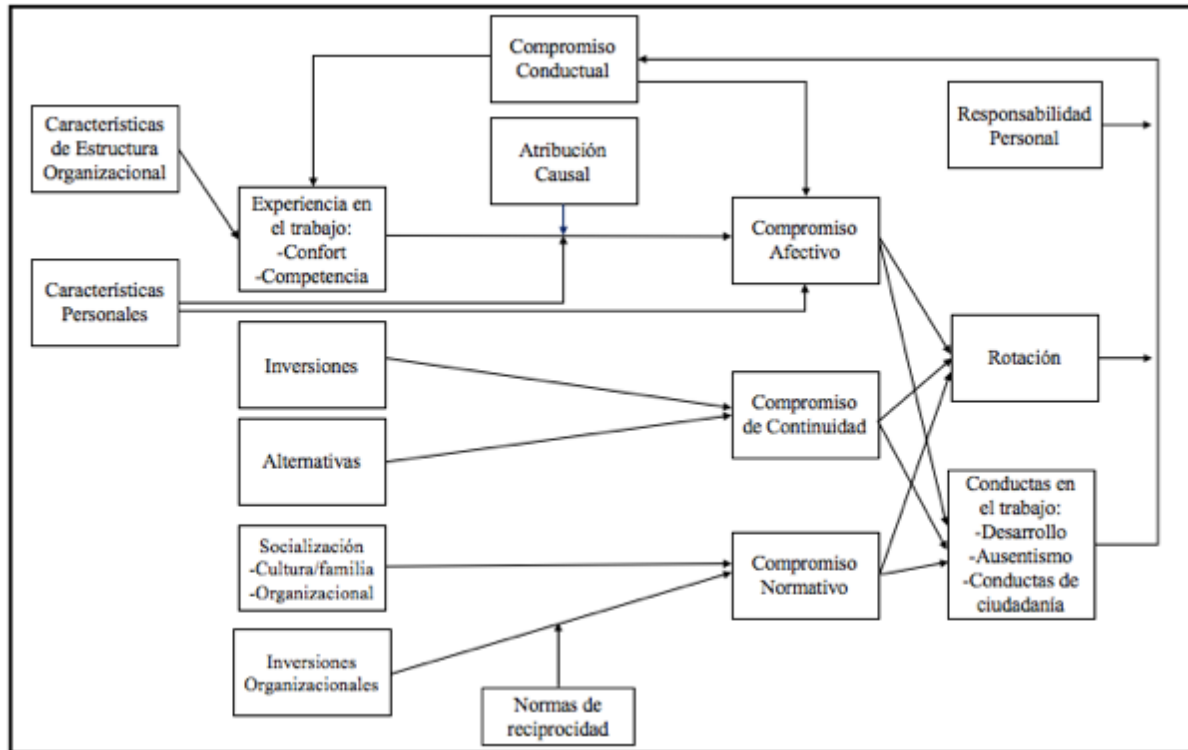 Compromiso
Conductual
Características
de Estructura
Organizacional
Atribución
Causal
Responsabilidad
Personal
Experiencia en
el trabajo:
-Confort
-Competencia
Compromiso
Afectivo
Características
Personales
Inversiones
Rotación
Compromiso
de Continuidad
Alternativas
Conductas en
el trabajo:
-Desarrollo
-Ausentismo
-Conductas de
ciudadanía
Socialización
-Cultura/familia
-Organizacional
Compromiso
Normativo
Inversiones
Organizacionales
Normas de
reciprocidad